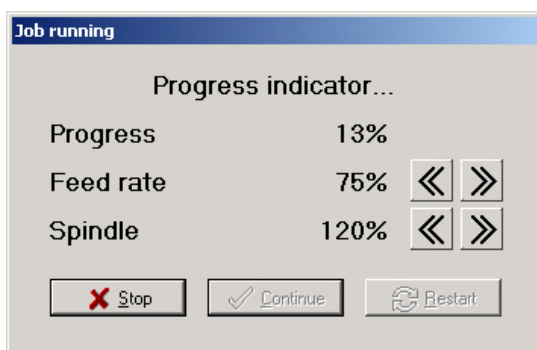 Job running
Progress indicator...
Progress 13%
Feed rate 75%
Spindle 120%
Stop Continue Restart